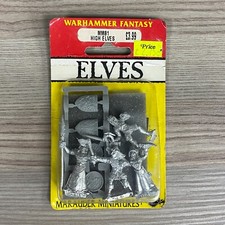 WARHAMMER FANTASY
MM81
HIGH ELVES
£3.99
Price
ELVES
MARAUDER MINIATURES